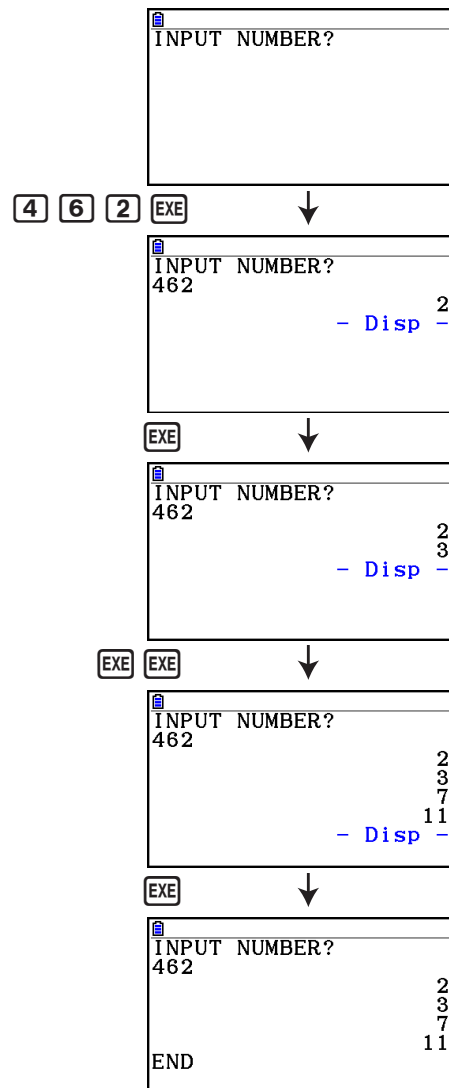 INPUT NUMBER?
4 6 2 EXE
INPUT NUMBER?
462
2
- Disp -
EXE
INPUT NUMBER?
462
2
3
- Disp -
EXE EXE
INPUT NUMBER?
462
2
3
7
11
- Disp -
EXE
INPUT NUMBER?
462
2
3
7
11
END